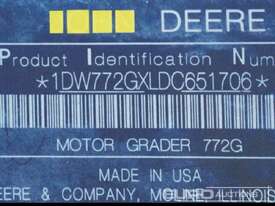 DEERE
Product Identification Num
*1DW772GXLDC651706*
MOTOR GRADER 772G
MADE IN USA
EERE & COMPANY, MOLINE ILLINOIS